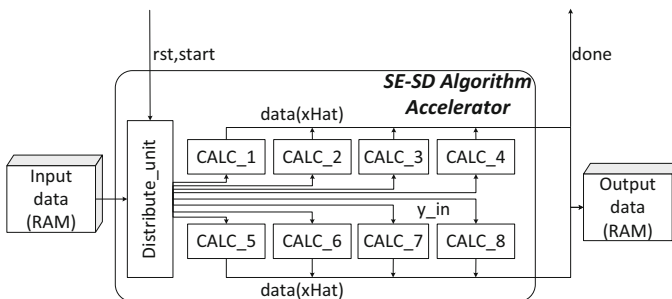 rst,start
done
SE-SD Algorithm
Accelerator
data(xHat)
CALC_1
CALC_2
CALC_3
CALC_4
Input
data
(RAM)
Distribute_unit
y_in
Output
data
(RAM)
CALC_5
CALC_6
CALC_7
CALC_8
data(xHat)